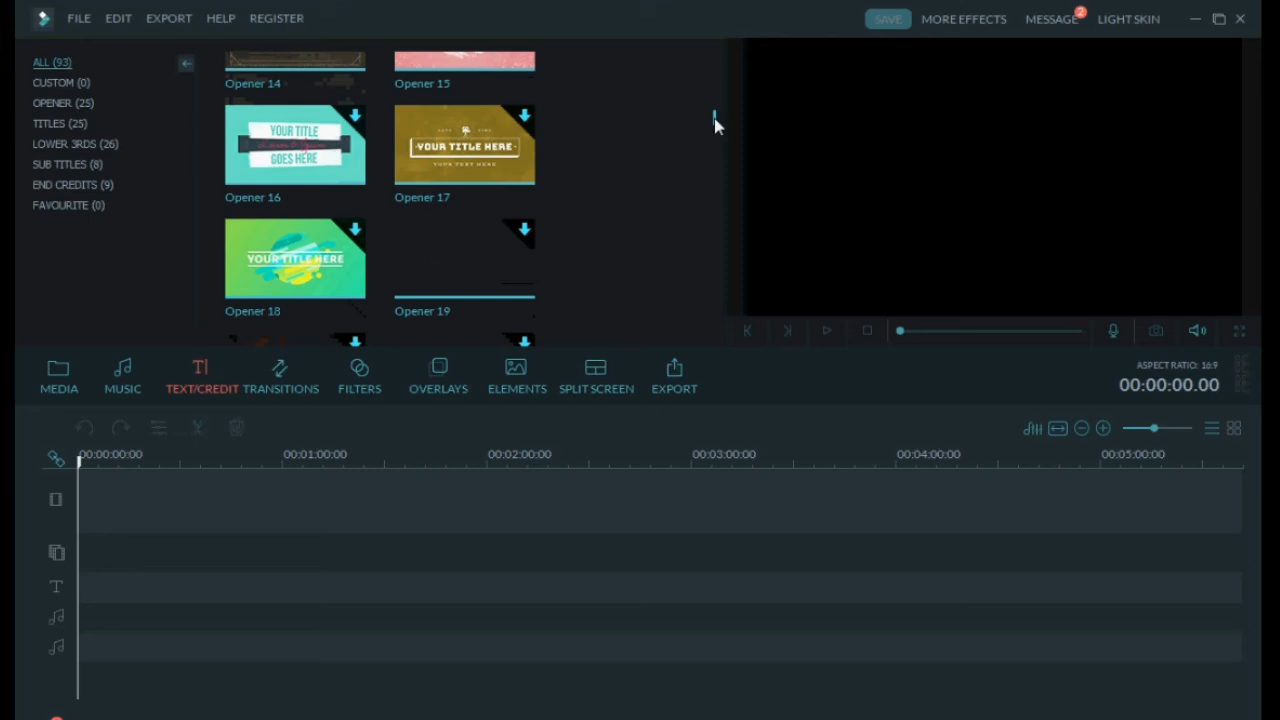 FILE EDIT EXPORT HELP REGISTER SAVE MORE EFFECTS MESSAGE 2 LIGHT SKIN
ALL (93)
CUSTOM (0)
OPENER (25)
TITLES (25)
LOWER 3RDS (26)
SUB TITLES (8)
END CREDITS (9)
FAVOURITE (0)
Opener 14 Opener 15
YOUR TITLE
GOES HERE
YOUR TITLE HERE
YOUR TEXT HERE
Opener 16 Opener 17
YOUR TITLE HERE
Opener 18 Opener 19
MEDIA MUSIC TEXT/CREDIT TRANSITIONS FILTERS OVERLAYS ELEMENTS SPLIT SCREEN EXPORT
ASPECT RATIO: 16:9
00:00:00.00
00:00:00:00 00:01:00:00 00:02:00:00 00:03:00:00 00:04:00:00 00:05:00:00